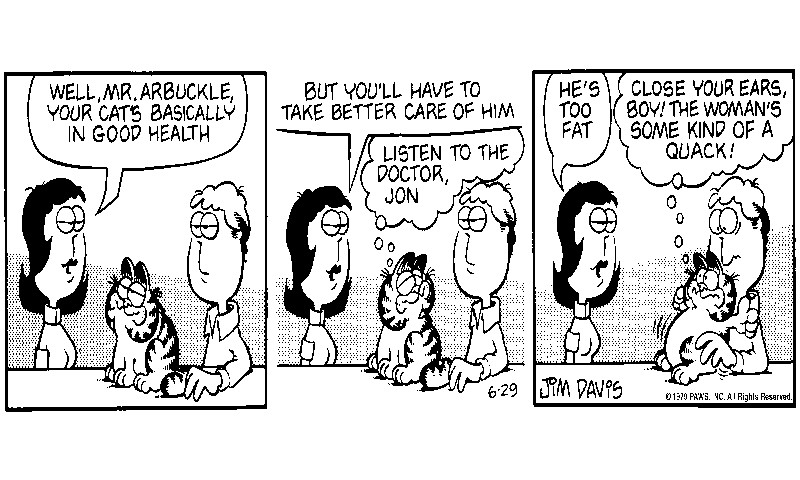 WELL, MR. ARBUCKLE,
YOUR CAT'S BASICALLY
IN GOOD HEALTH
BUT YOU'LL HAVE TO
TAKE BETTER CARE OF HIM
LISTEN TO THE
DOCTOR,
JON
6-29
HE'S
TOO
FAT
CLOSE YOUR EARS,
BOY! THE WOMAN'S
SOME KIND OF A
QUACK!
JIM DAVIS
© 1978 PAWS, INC. All Rights Reserved.